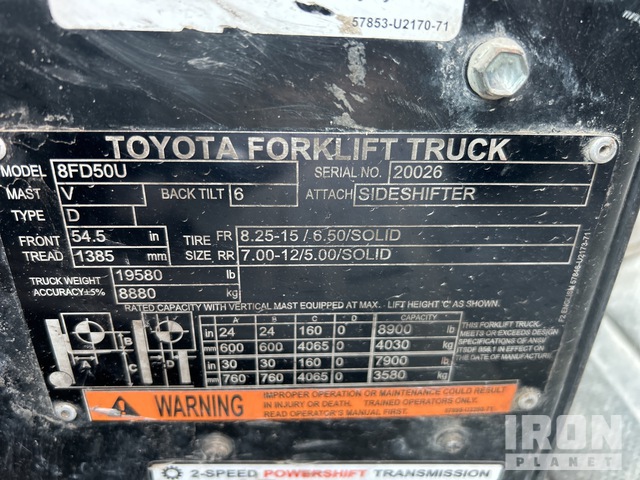 57853-U2170-71
TOYOTA FORKLIFT TRUCK
MODEL 8FD50U SERIAL NO. 20026
MAST V BACK TILT 6 ATTACH SIDESHIFTER
TYPE D
FRONT 54.5 in TIRE FR 8.25-15 / 6.50/SOLID
TREAD 1385 mm SIZE RR 7.00-12/5.00/SOLID
TRUCK WEIGHT 19580 lb
ACCURACY±5% 8880 kg
RATED CAPACITY WITH VERTICAL MAST EQUIPPED AT MAX. LIFT HEIGHT 'C' AS SHOWN.
A B C D CAPACITY
in 24 24 160 0 8900 lb
mm 600 600 4065 0 4030 kg
in 30 30 160 0 7900 lb
mm 760 760 4065 0 3580 kg
B
A C D
THIS FORKLIFT TRUCK
MEETS OR EXCEEDS DESIGN
SPECIFICATIONS OF ANSI
ITSDF B56.1 IN EFFECT ON
THE DATE OF MANUFACTURE
WARNING
IMPROPER OPERATION OR MAINTENANCE COULD RESULT
IN INJURY OR DEATH. TRAINED OPERATORS ONLY.
READ OPERATOR'S MANUAL FIRST.
2-SPEED POWERSHIFT TRANSMISSION
IRON
PLANET